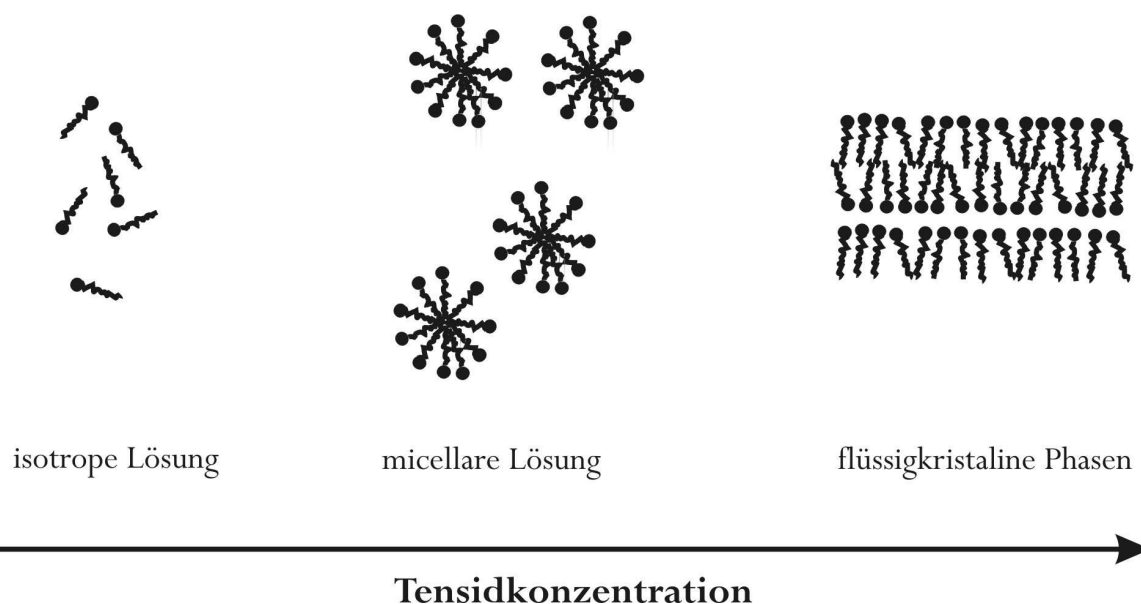 isotrope Lösung
micellare Lösung
flüssigkristaline Phasen
Tensidkonzentration